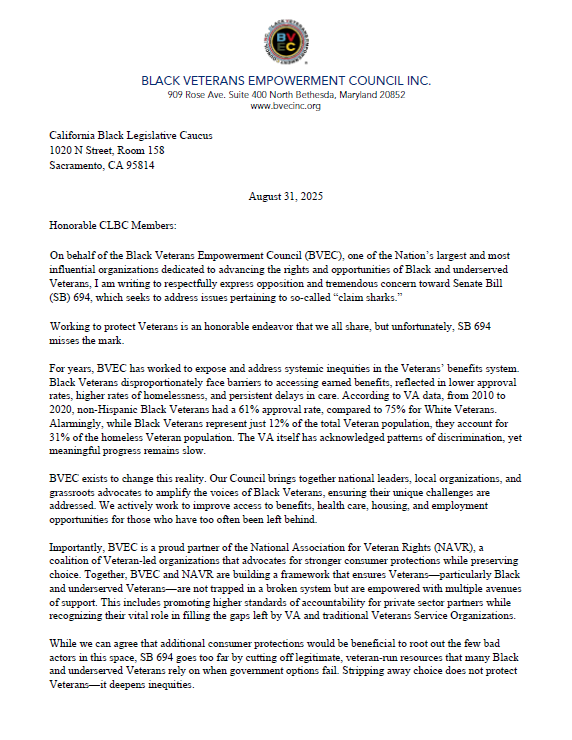 BLACK VETERANS
BV
EC
BLACK VETERANS EMPOWERMENT COUNCIL INC.
909 Rose Ave. Suite 400 North Bethesda, Maryland 20852
www.bvecinc.org
California Black Legislative Caucus
1020 N Street, Room 158
Sacramento, CA 95814
August 31, 2025
Honorable CLBC Members:
On behalf of the Black Veterans Empowerment Council (BVEC), one of the Nation’s largest and most
influential organizations dedicated to advancing the rights and opportunities of Black and underserved
Veterans, I am writing to respectfully express opposition and tremendous concern toward Senate Bill
(SB) 694, which seeks to address issues pertaining to so-called “claim sharks.”
Working to protect Veterans is an honorable endeavor that we all share, but unfortunately, SB 694
misses the mark.
For years, BVEC has worked to expose and address systemic inequities in the Veterans’ benefits system.
Black Veterans disproportionately face barriers to accessing earned benefits, reflected in lower approval
rates, higher rates of homelessness, and persistent delays in care. According to VA data, from 2010 to
2020, non-Hispanic Black Veterans had a 61% approval rate, compared to 75% for White Veterans.
Alarmingly, while Black Veterans represent just 12% of the total Veteran population, they account for
31% of the homeless Veteran population. The VA itself has acknowledged patterns of discrimination, yet
meaningful progress remains slow.
BVEC exists to change this reality. Our Council brings together national leaders, local organizations, and
grassroots advocates to amplify the voices of Black Veterans, ensuring their unique challenges are
addressed. We actively work to improve access to benefits, health care, housing, and employment
opportunities for those who have too often been left behind.
Importantly, BVEC is a proud partner of the National Association for Veteran Rights (NAVR), a
coalition of Veteran-led organizations that advocates for stronger consumer protections while preserving
choice. Together, BVEC and NAVR are building a framework that ensures Veterans—particularly Black
and underserved Veterans—are not trapped in a broken system but are empowered with multiple avenues
of support. This includes promoting higher standards of accountability for private sector partners while
recognizing their vital role in filling the gaps left by VA and traditional Veterans Service Organizations.
While we can agree that additional consumer protections would be beneficial to root out the few bad
actors in this space, SB 694 goes too far by cutting off legitimate, veteran-run resources that many Black
and underserved Veterans rely on when government options fail. Stripping away choice does not protect
Veterans—it deepens inequities.